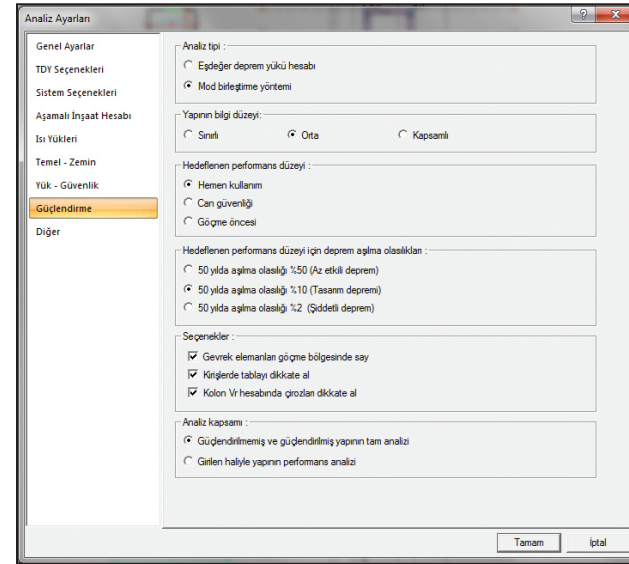 Analiz Ayarları
Genel Ayarlar
TDY Seçenekleri
Sistem Seçenekleri
Aşamalı İnşaat Hesabı
Isı Yükleri
Temel - Zemin
Yük - Güvenlik
Güçlendirme
Diğer
Analiz tipi :
Eşdeğer deprem yükü hesabı
Mod birleştirme yöntemi
Yapının bilgi düzeyi:
Sınırlı
Orta
Kapsamlı
Hedeflenen performans düzeyi :
Hemen kullanım
Can güvenliği
Göçme öncesi
Hedeflenen performans düzeyi için deprem aşılma olasılıkları :
50 yılda aşılma olasılığı %50 (Az etkili deprem)
50 yılda aşılma olasılığı %10 (Tasarım depremi)
50 yılda aşılma olasılığı %2 (Şiddetli deprem)
Seçenekler :
Gevrek elemanları göçme bölgesinde say
Kirişlerde tablayı dikkate al
Kolon Vr hesabında çirozları dikkate al
Analiz kapsamı :
Güçlendirilmemiş ve güçlendirilmiş yapının tam analizi
Girilen haliyle yapının performans analizi
Tamam
İptal